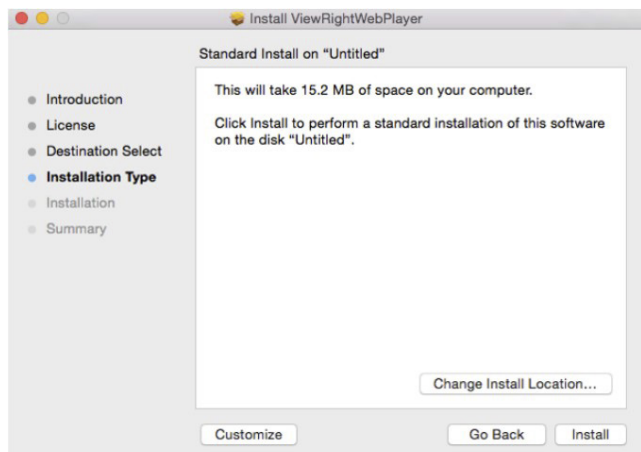 Install ViewRightWebPlayer
Standard Install on “Untitled”
Introduction
License
Destination Select
Installation Type
Installation
Summary
This will take 15.2 MB of space on your computer.
Click Install to perform a standard installation of this software
on the disk “Untitled”.
Change Install Location...
Customize
Go Back
Install